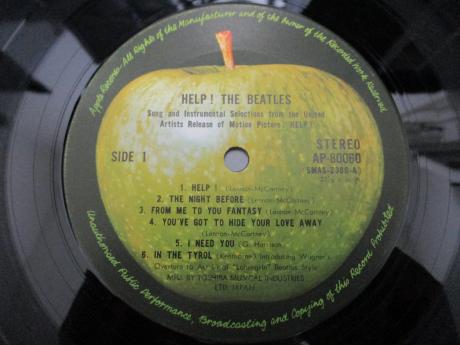 Apple Records-All Rights of the Manufacturer and of the Owner of the Recorded Work Reserved
HELP! THE BEATLES
Song and Instrumental Selections from the United
Artists Release of Motion Picture: HELP!
SIDE 1
STEREO
AP-80060
(SMAS-2386-A)
1. HELP! (Lennon-McCartney)
2. THE NIGHT BEFORE (Lennon-McCartney)
3. FROM ME TO YOU FANTASY (Lennon-McCartney)
4. YOU'VE GOT TO HIDE YOUR LOVE AWAY
(Lennon-McCartney)
5. I NEED YOU (G. Harrison)
6. IN THE TYROL (Ken Thorne) Introducing Wagner's
Overture to Act III of "Lohengrin" Beatles Style
MFD. BY TOSHIBA MUSICAL INDUSTRIES
LTD. JAPAN
Unauthorized Public Performance, Broadcasting and Copying of this Record Prohibited